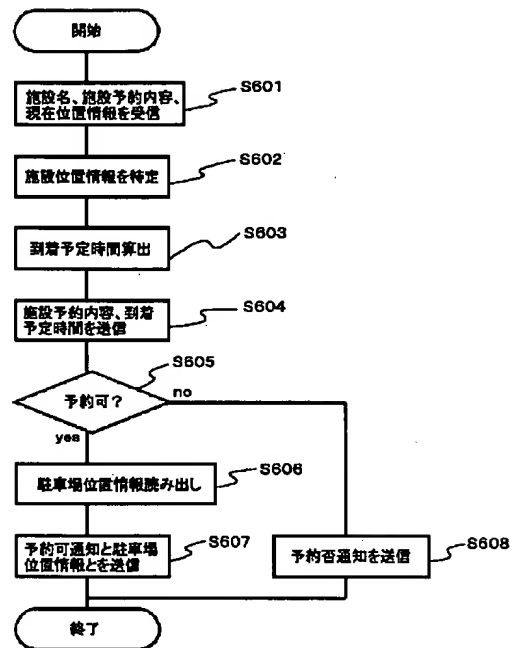 開始
S601
施設名、施設予約内容、
現在位置情報を受信
S602
施設位置情報を特定
S603
到着予定時間算出
S604
施設予約内容、到着
予定時間を送信
S605
予約可?
no
yes
S606
駐車場位置情報読み出し
S607
予約可通知と駐車場
位置情報とを送信
予約否通知を送信
S608
終了